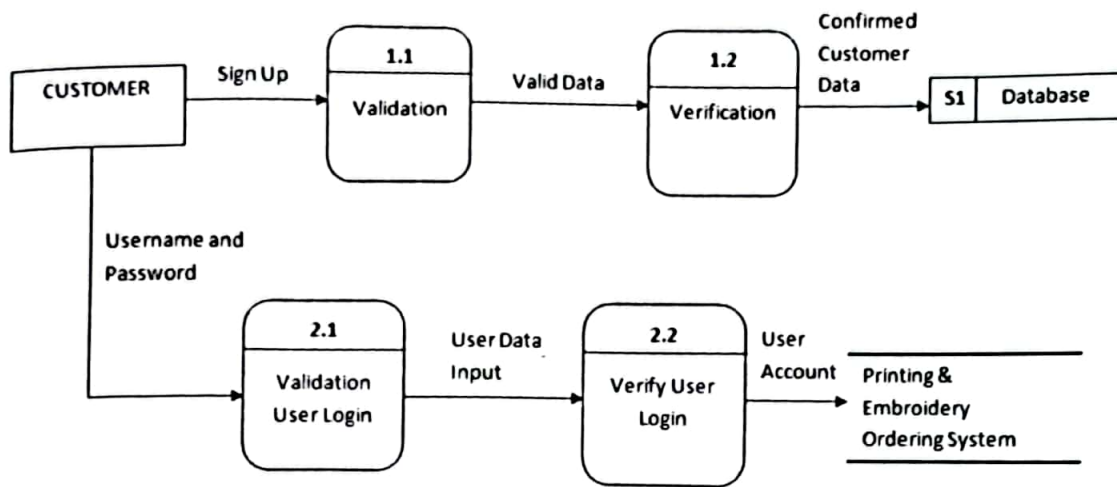 CUSTOMER
Sign Up
1.1
Validation
Valid Data
1.2
Verification
Confirmed
Customer
Data
S1 Database
Username and
Password
2.1
Validation
User Login
User Data
Input
2.2
Verify User
Login
User
Account
Printing &
Embroidery
Ordering System